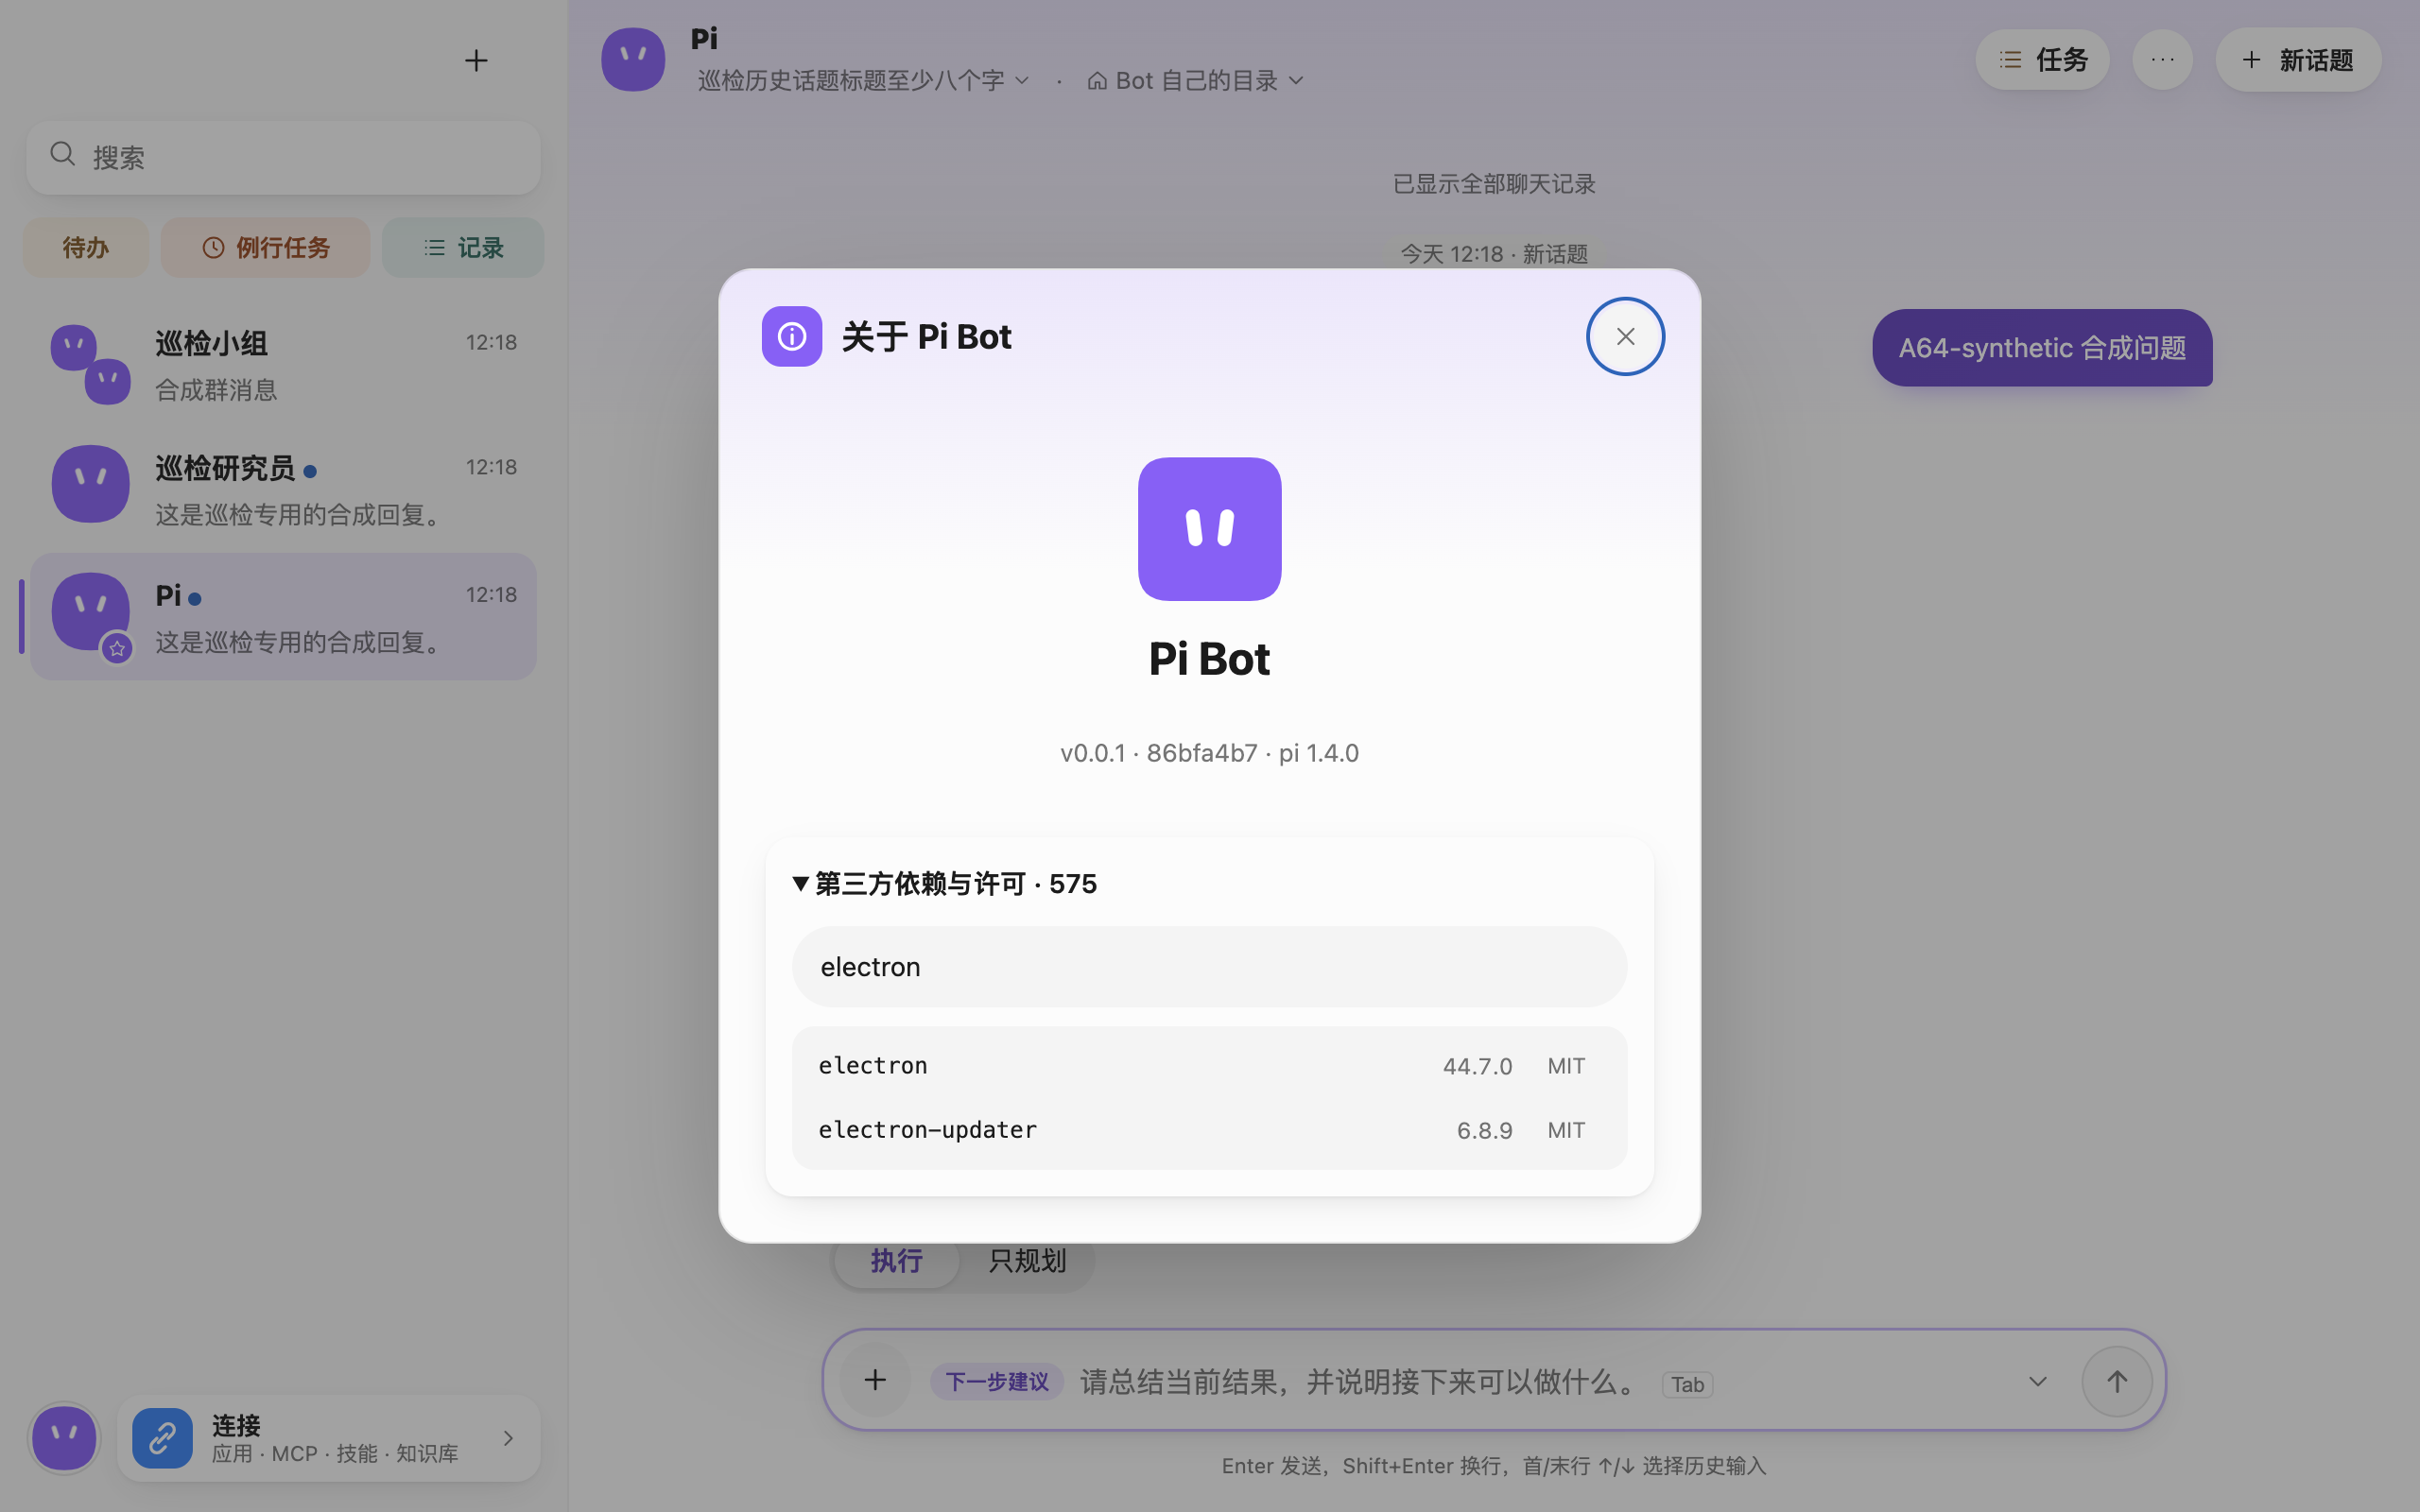 搜索
待办
例行任务
记录
巡检小组 12:18
合成群消息
巡检研究员 12:18
这是巡检专用的合成回复。
Pi 12:18
这是巡检专用的合成回复。
连接
应用 · MCP · 技能 · 知识库
Pi
巡检历史话题标题至少八个字 · Bot 自己的目录
任务
···
新话题
已显示全部聊天记录
今天 12:18 · 新话题
A64-synthetic 合成问题
关于 Pi Bot
Pi Bot
v0.0.1 · 86bfa4b7 · pi 1.4.0
第三方依赖与许可 · 575
electron
electron 44.7.0 MIT
electron-updater 6.8.9 MIT
执行 只规划
下一步建议 请总结当前结果，并说明接下来可以做什么。 Tab
Enter 发送，Shift+Enter 换行，首/末行 ↑/↓ 选择历史输入